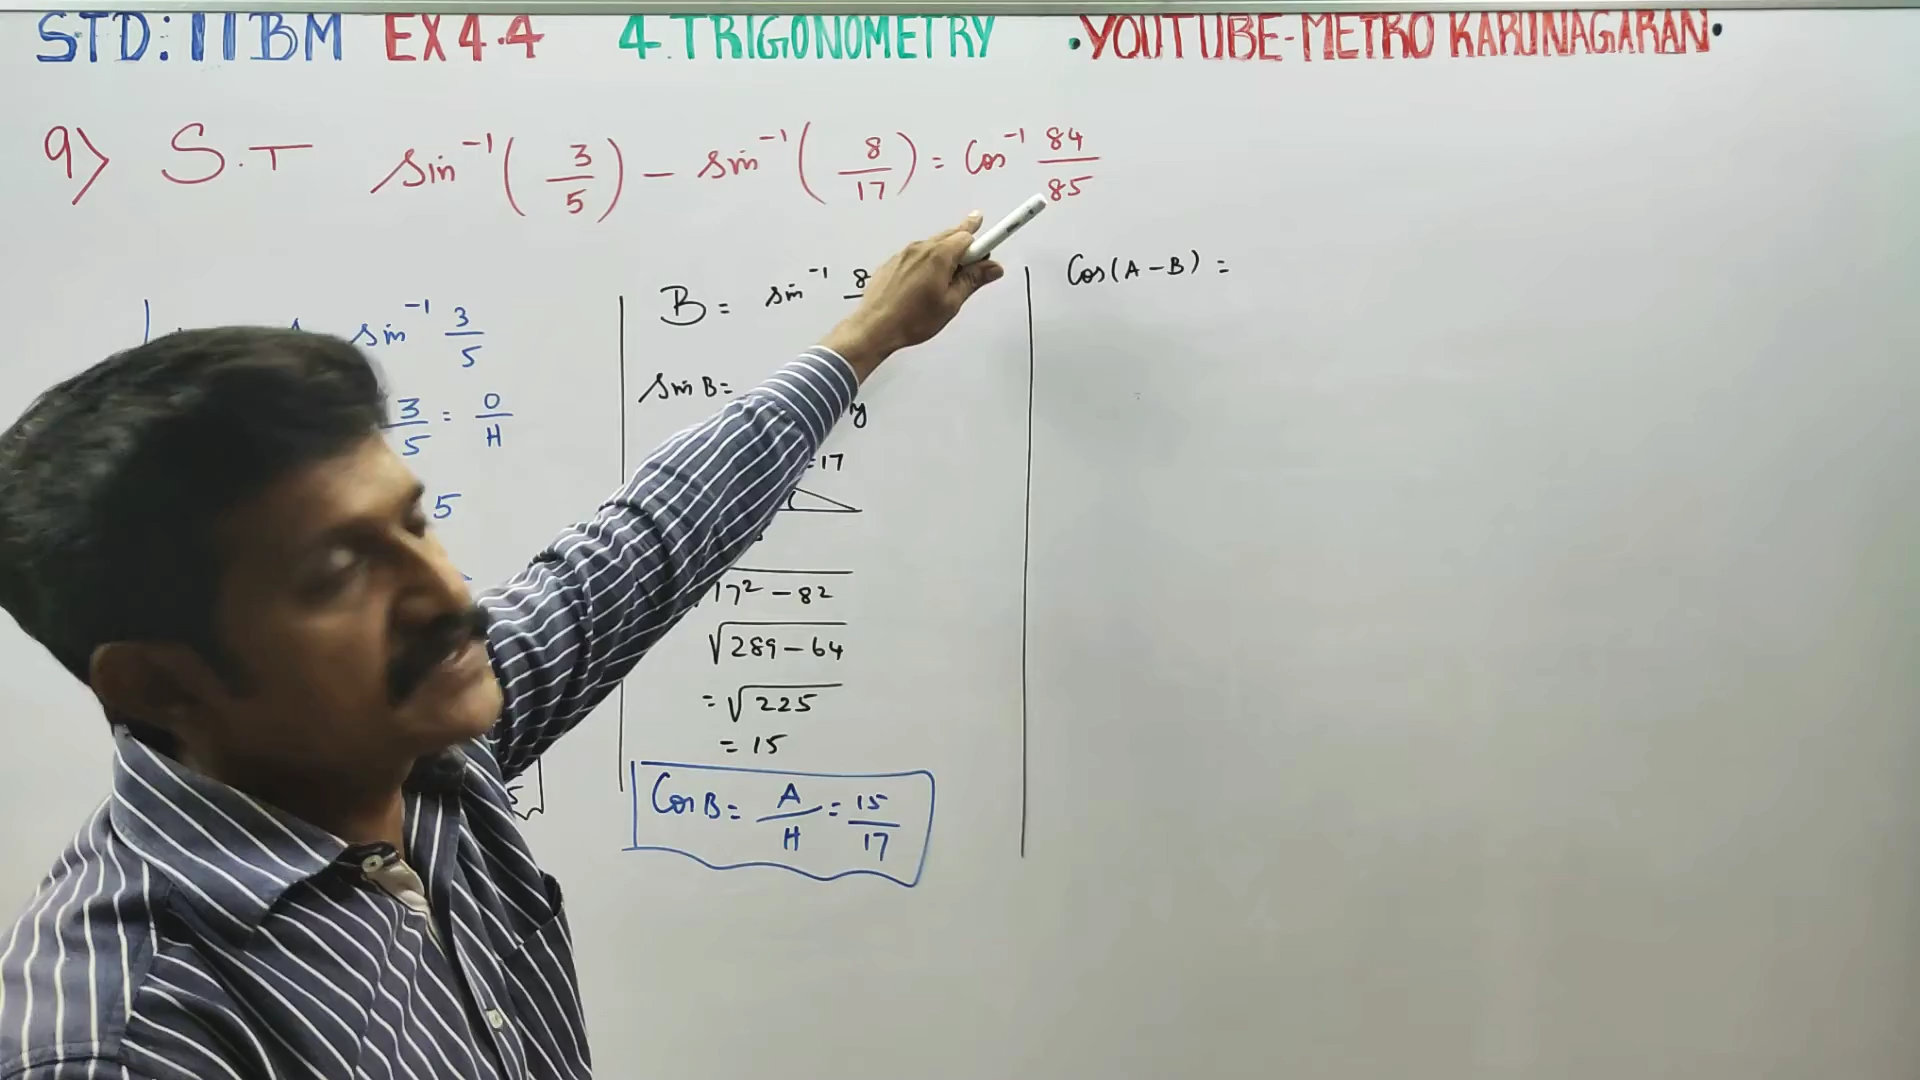 STD: 11 BM EX 4.4 4. TRIGONOMETRY • YOUTUBE-METRO KARUNAGARAN •
9) S.T sin⁻¹(3/5) - sin⁻¹(8/17) = Cos⁻¹ 84/85
sin⁻¹ 3/5
3/5 = O/H
5
B = sin⁻¹ 8
Sin B =
y
=17
17² - 82
√289-64
= √225
= 15
Cos B = A/H = 15/17
Cos(A-B) =